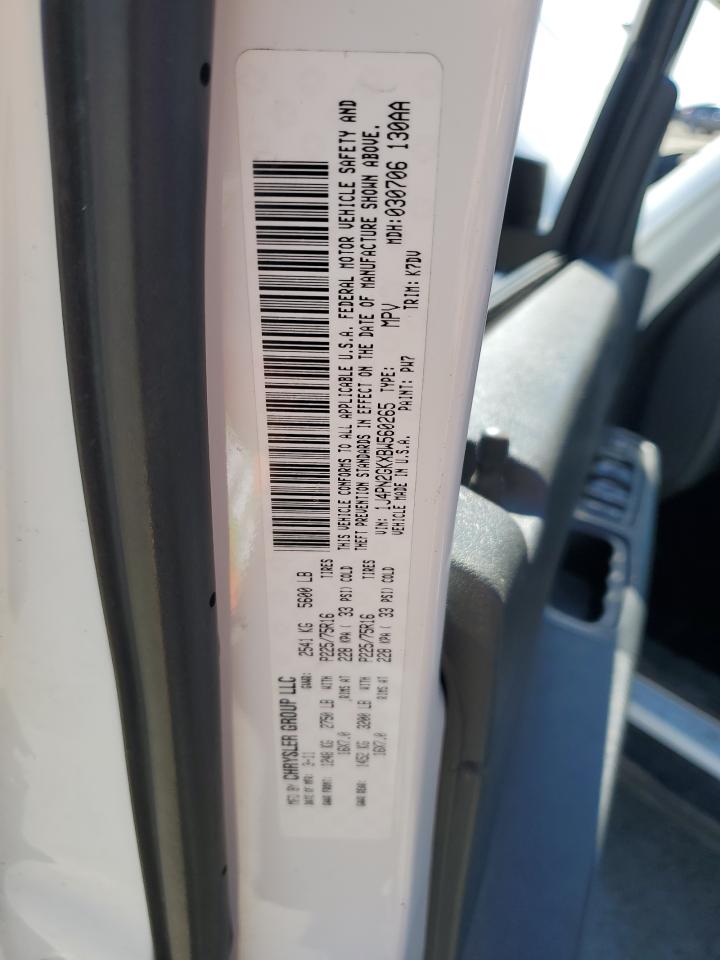 MFD BY CHRYSLER GROUP LLC
DATE OF MFR: 3-11 GVWR: 2541 KG 5600 LB
GAWR FRONT: 1248 KG 2750 LB WITH P225/75R16 TIRES
16X7.0 RIMS AT 228 KPA ( 33 PSI) COLD
GAWR REAR: 1452 KG 3200 LB WITH P225/75R16 TIRES
16X7.0 RIMS AT 228 KPA ( 33 PSI) COLD
THIS VEHICLE CONFORMS TO ALL APPLICABLE U.S.A. FEDERAL MOTOR VEHICLE SAFETY AND
THEFT PREVENTION STANDARDS IN EFFECT ON THE DATE OF MANUFACTURE SHOWN ABOVE.
VIN: 1J4PN2GKXBW560265 TYPE: MPV MDH:030706 130AA
VEHICLE MADE IN U.S.A. PAINT: PW7 TRIM: K7DV